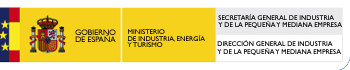 GOBIERNO
DE ESPAÑA
MINISTERIO
DE INDUSTRIA, ENERGÍA
Y TURISMO
SECRETARÍA GENERAL DE INDUSTRIA
Y DE LA PEQUEÑA Y MEDIANA EMPRESA
DIRECCIÓN GENERAL DE INDUSTRIA
Y DE LA PEQUEÑA Y MEDIANA EMPRESA